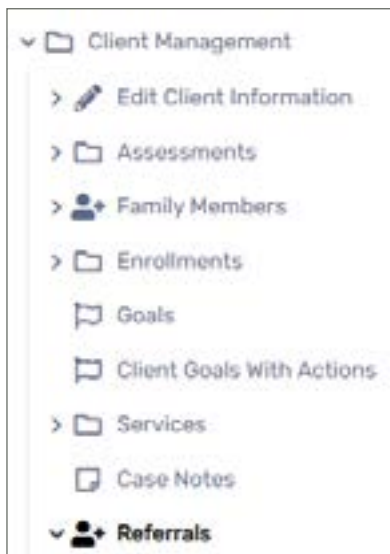 Client Management
Edit Client Information
Assessments
Family Members
Enrollments
Goals
Client Goals With Actions
Services
Case Notes
Referrals